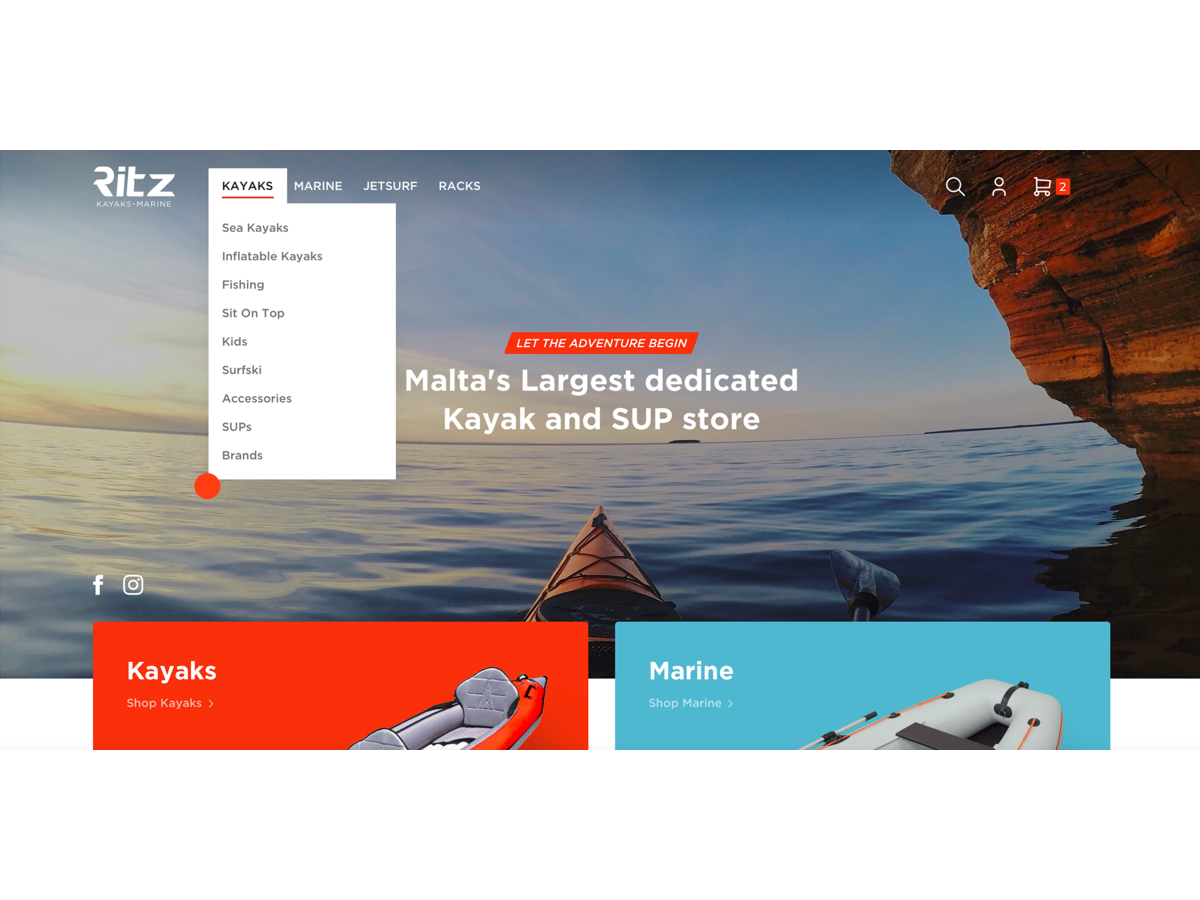 Ritz
KAYAKS-MARINE
KAYAKS
MARINE
JETSURF
RACKS
2
Sea Kayaks
Inflatable Kayaks
Fishing
Sit On Top
Kids
Surfski
Accessories
SUPs
Brands
LET THE ADVENTURE BEGIN
Malta's Largest dedicated
Kayak and SUP store
Kayaks
Shop Kayaks >
Marine
Shop Marine >